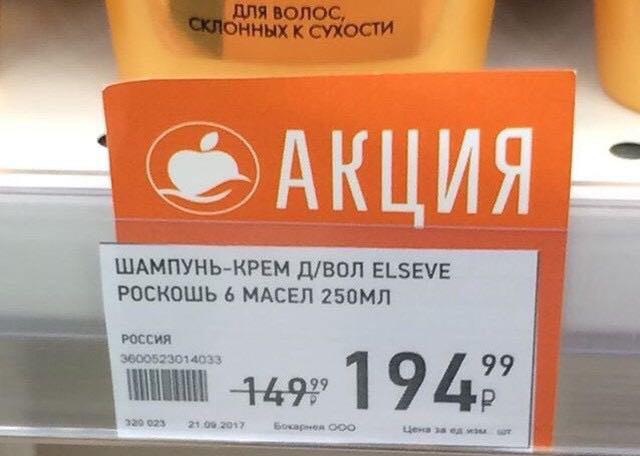 ДЛЯ ВОЛОС,
СКЛОННЫХ К СУХОСТИ
АКЦИЯ
ШАМПУНЬ-КРЕМ Д/ВОЛ ELSEVE
РОСКОШЬ 6 МАСЕЛ 250МЛ
РОССИЯ
3600523014033
149 99 ₽
194 99 ₽
320 023 21.09.2017 Бокарнея ООО Цена за ед изм. шт